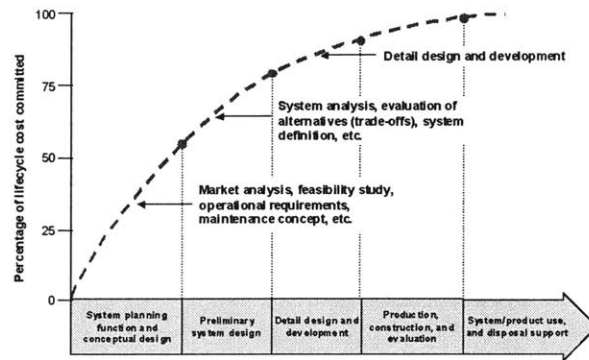 100
75
50
25
0
Percentage of lifecycle cost committed
Detail design and development
System analysis, evaluation of
alternatives (trade-offs), system
definition, etc.
Market analysis, feasibility study,
operational requirements,
maintenance concept, etc.
System planning
function and
conceptual design
Preliminary
system design
Detail design and
development
Production,
construction, and
evaluation
System/product use,
and disposal support